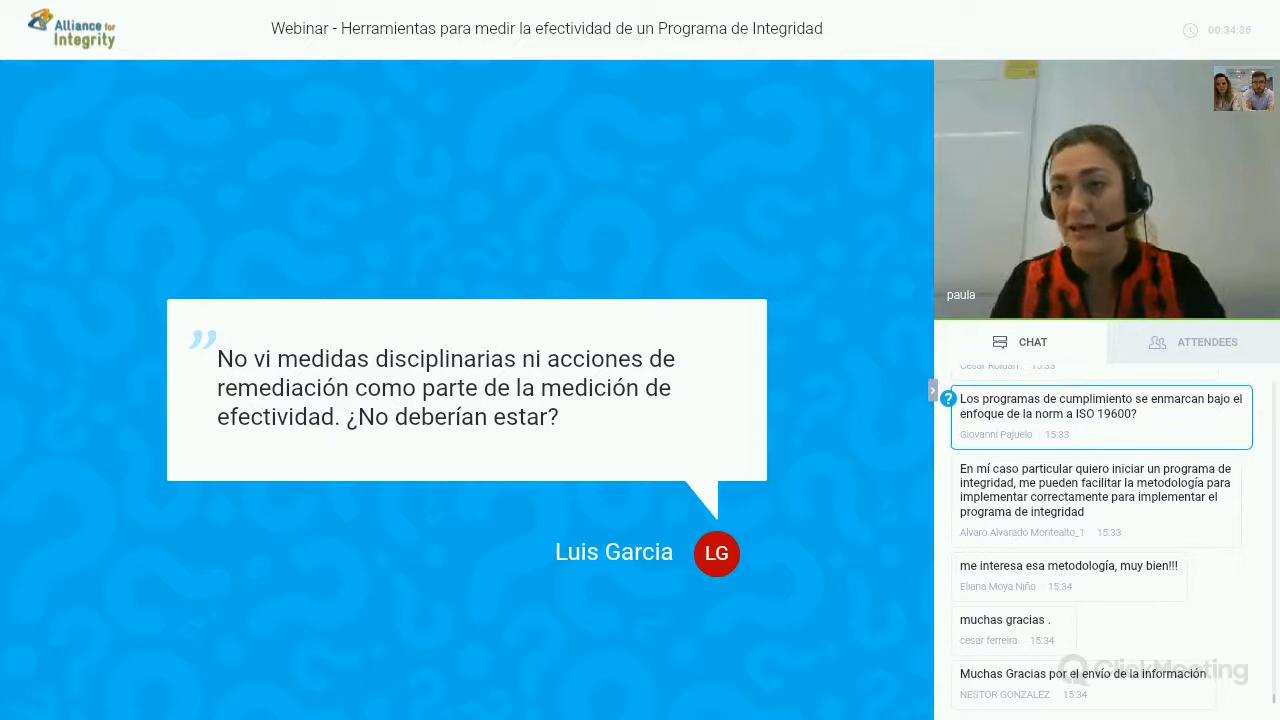 Alliance for
Integrity
Webinar - Herramientas para medir la efectividad de un Programa de Integridad
00:34:36
paula
”
No vi medidas disciplinarias ni acciones de
remediación como parte de la medición de
efectividad. ¿No deberían estar?
Luis Garcia
LG
CHAT
ATTENDEES
Cesar Roldan 15:33
?
Los programas de cumplimiento se enmarcan bajo el
enfoque de la norma ISO 19600?
Giovanni Pajuelo 15:33
En mí caso particular quiero iniciar un programa de
integridad, me pueden facilitar la metodología para
implementar correctamente para implementar el
programa de integridad
Alvaro Alvarado Montealto_1 15:33
me interesa esa metodología, muy bien!!!
Eliana Moya Niño 15:34
muchas gracias .
cesar ferreira 15:34
Muchas Gracias por el envío de la información
NESTOR GONZALEZ 15:34
ClickMeeting